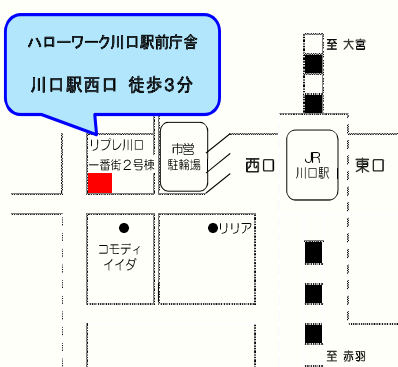 ハローワーク川口駅前庁舎
川口駅西口 徒歩3分
至 大宮
リプレ川口
一番街2号棟
市営
駐輪場
西口
JR
川口駅
東口
コモディ
イイダ
リリア
至 赤羽